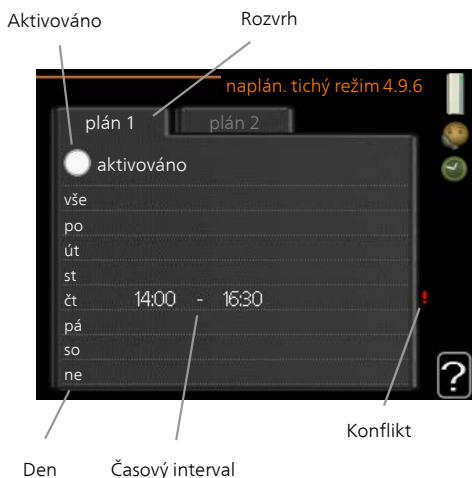 Aktivováno
Rozvrh
naplán. tichý režim 4.9.6
plán 1
plán 2
aktivováno
vše
po
út
st
čt 14:00 - 16:30
pá
so
ne
!
?
Konflikt
Den
Časový interval